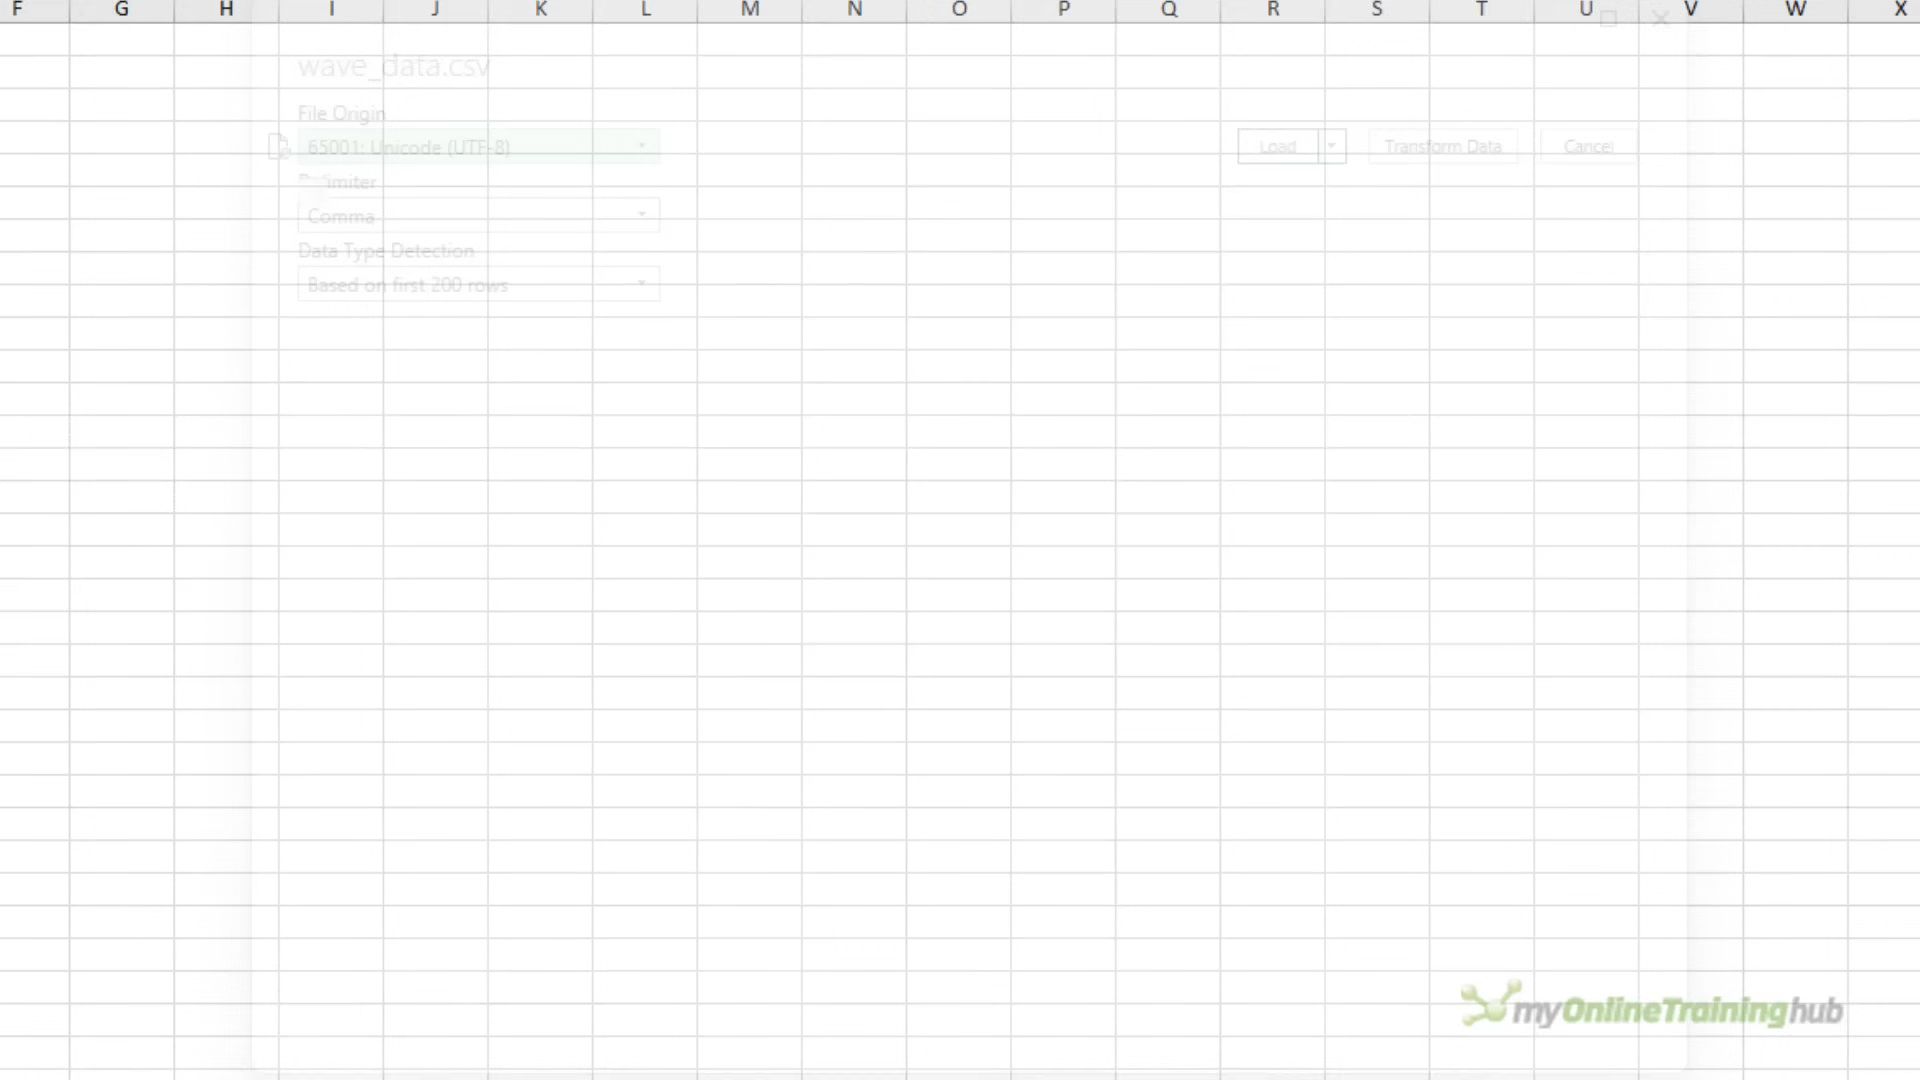 F G H I J K L M N O P Q R S T U V W X
wave_data.csv
File Origin
65001: Unicode (UTF-8)
Load Transform Data Cancel
Delimiter
Comma
Data Type Detection
Based on first 200 rows
myOnlineTraininghub